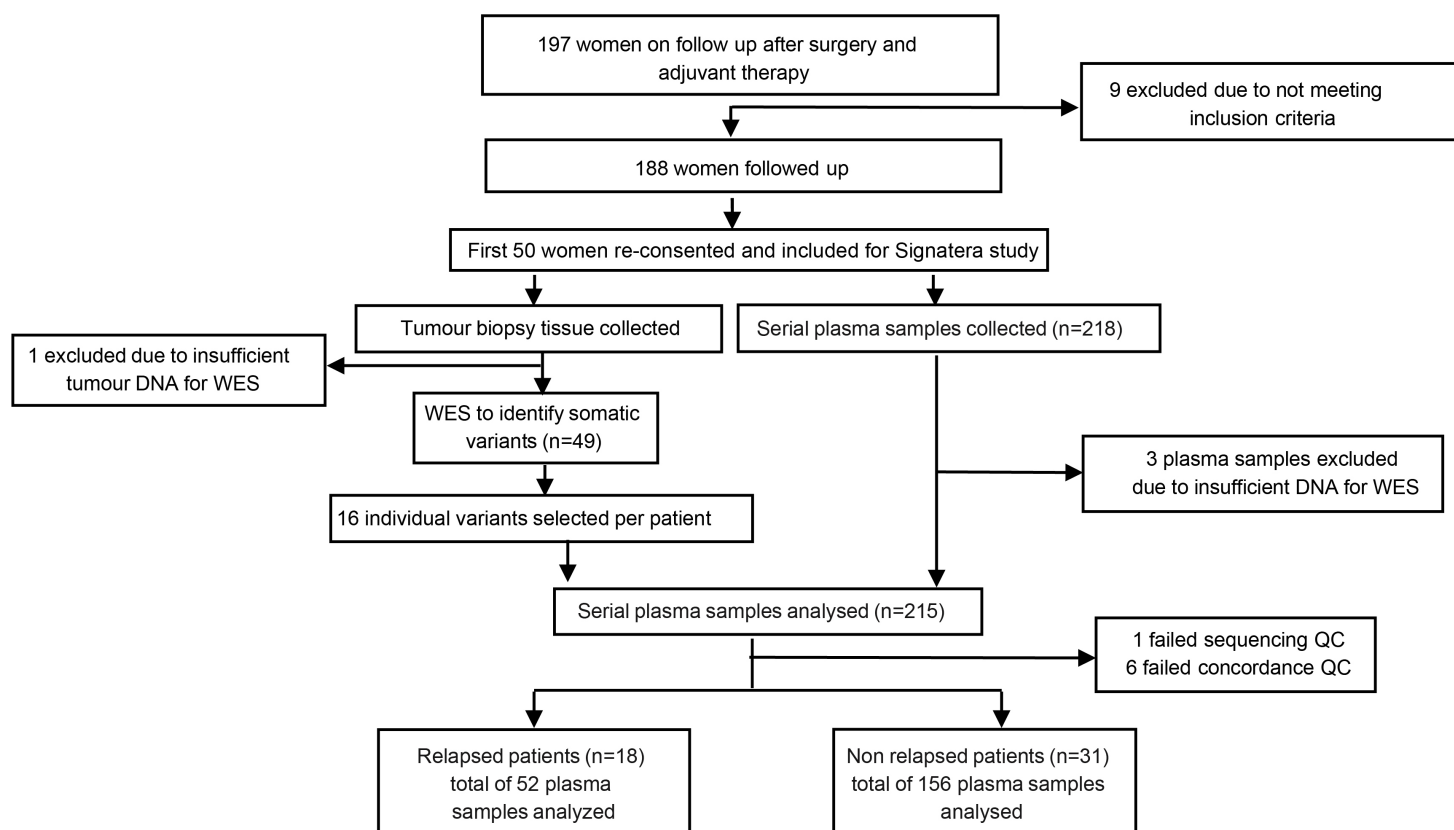 197 women on follow up after surgery and
adjuvant therapy
9 excluded due to not meeting
inclusion criteria
188 women followed up
First 50 women re-consented and included for Signatera study
Tumour biopsy tissue collected
Serial plasma samples collected (n=218)
1 excluded due to insufficient
tumour DNA for WES
WES to identify somatic
variants (n=49)
3 plasma samples excluded
due to insufficient DNA for WES
16 individual variants selected per patient
Serial plasma samples analysed (n=215)
1 failed sequencing QC
6 failed concordance QC
Relapsed patients (n=18)
total of 52 plasma
samples analyzed
Non relapsed patients (n=31)
total of 156 plasma samples
analysed